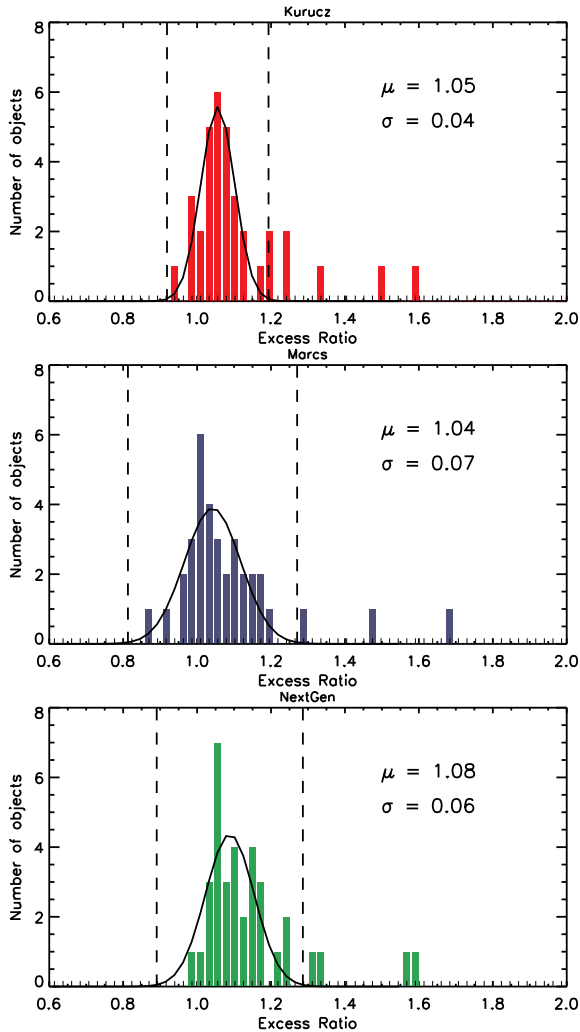 Kurucz
8
6
4
2
0
Number of objects
μ = 1.05
σ = 0.04
0.6 0.8 1.0 1.2 1.4 1.6 1.8 2.0
Excess Ratio
Marcs
8
6
4
2
0
Number of objects
μ = 1.04
σ = 0.07
0.6 0.8 1.0 1.2 1.4 1.6 1.8 2.0
Excess Ratio
NextGen
8
6
4
2
0
Number of objects
μ = 1.08
σ = 0.06
0.6 0.8 1.0 1.2 1.4 1.6 1.8 2.0
Excess Ratio